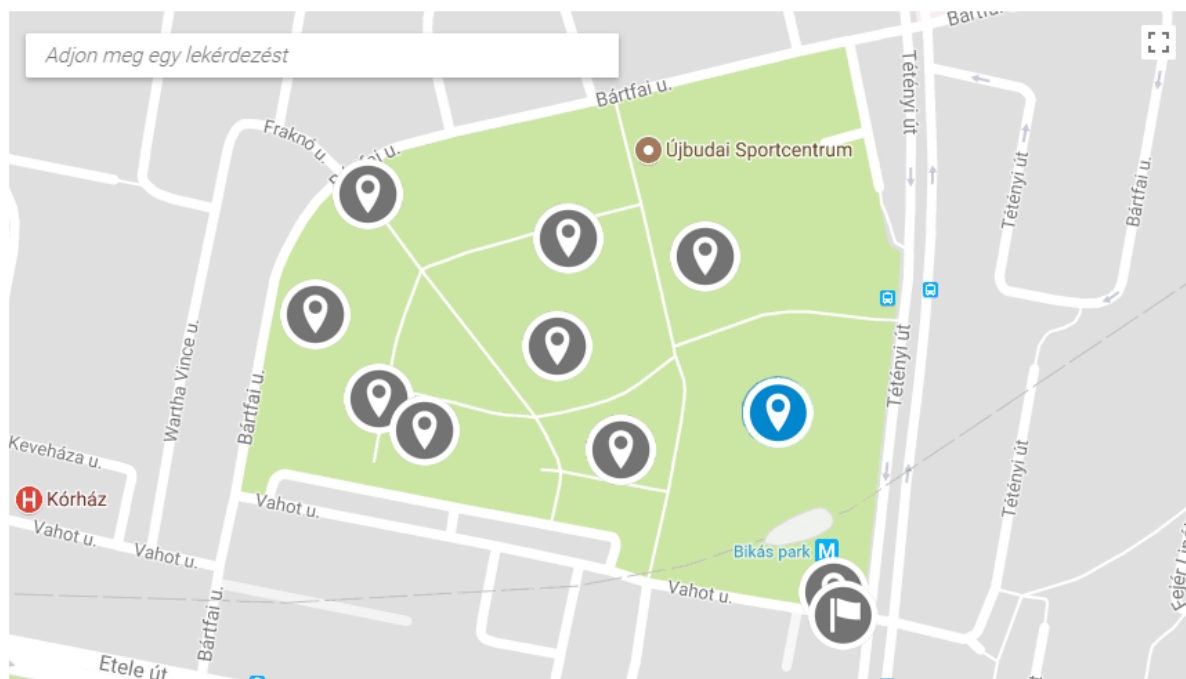 Adjon meg egy lekérdezést
Bártfai u.
Tétényi út
Bártfai u.
Fraknó u.
Bártfai u.
Újbudai Sportcentrum
Tétényi út
Bártfai u.
Wartha Vince u.
Bártfai u.
Tétényi út
Keveháza u.
Tétényi út
H Kórház
Vahot u.
Vahot u.
Vahot u.
Bikás park M
Vahot u.
Bártfai u.
Etele út